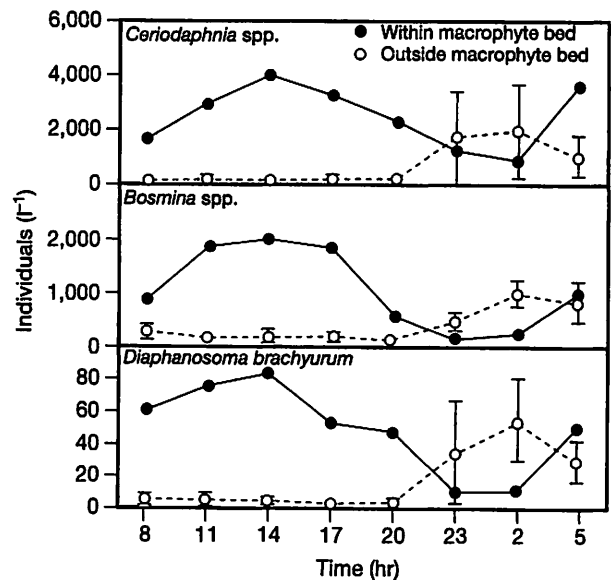 Ceriodaphnia spp.
Within macrophyte bed
Outside macrophyte bed
6,000
4,000
2,000
0
Bosmina spp.
2,000
1,000
0
Diaphanosoma brachyurum
80
60
40
20
0
Individuals (l⁻¹)
8 11 14 17 20 23 2 5
Time (hr)